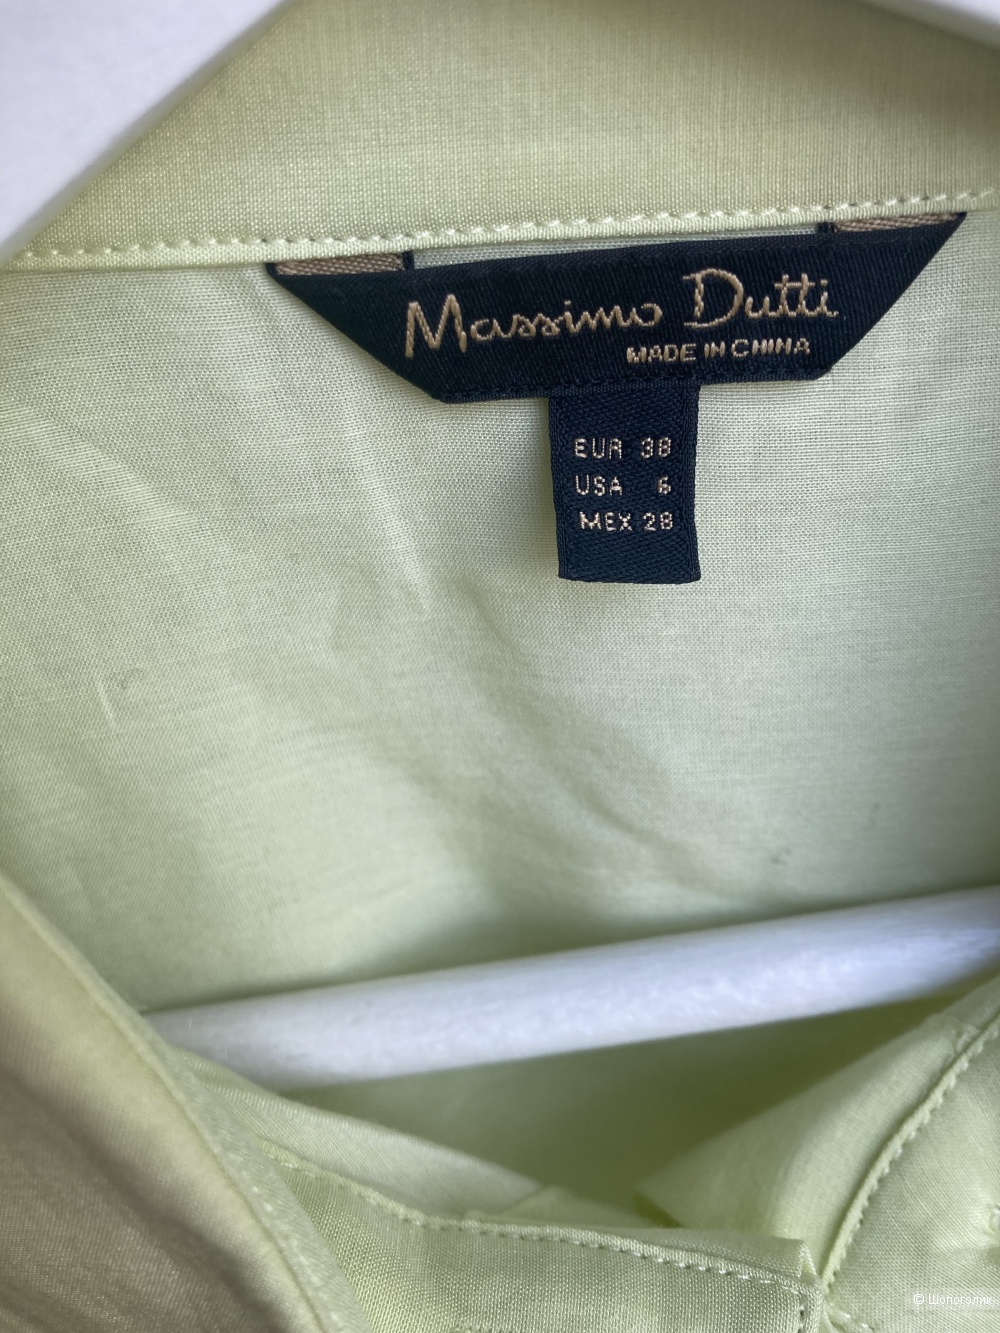 Massimo Dutti
MADE IN CHINA
EUR 38
USA 6
MEX 28
© Шопоголик